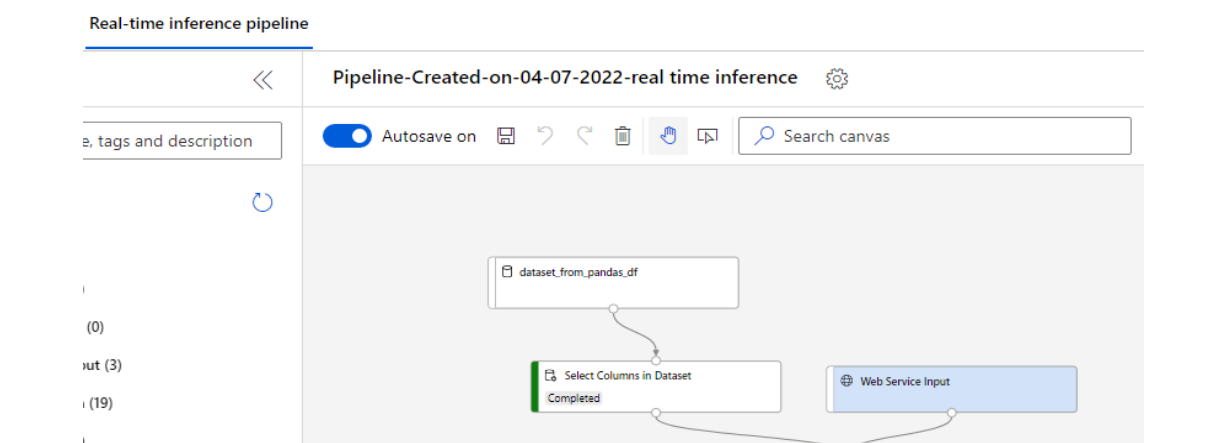 Real-time inference pipeline
Pipeline-Created-on-04-07-2022-real time inference
, tags and description
Autosave on
Search canvas
dataset_from_pandas_df
(0)
(3)
Select Columns in Dataset
Completed
Web Service Input
(19)